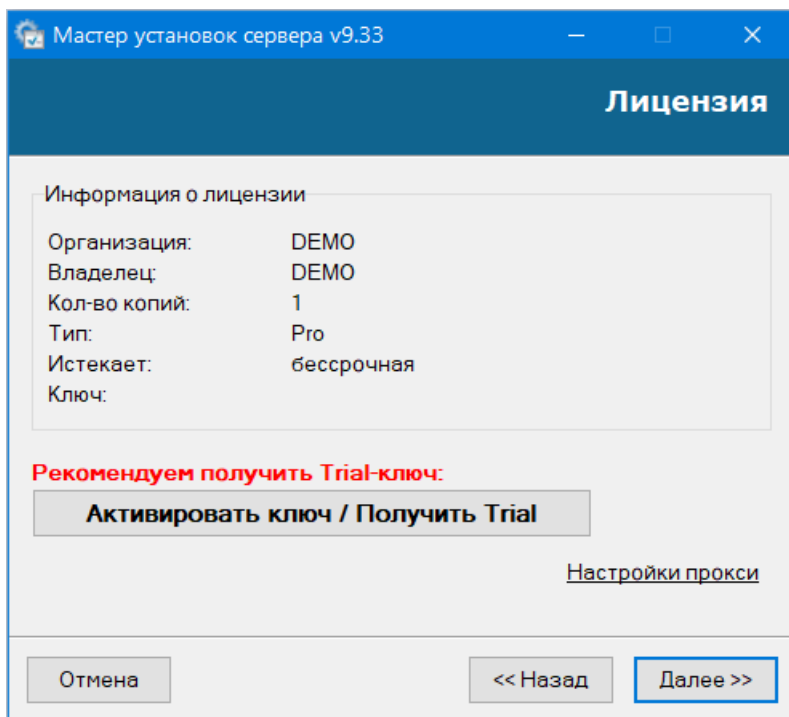 Мастер установок сервера v9.33
Лицензия
Информация о лицензии
Организация: DEMO
Владелец: DEMO
Кол-во копий: 1
Тип: Pro
Истекает: бессрочная
Ключ:
Рекомендуем получить Trial-ключ:
Активировать ключ / Получить Trial
Настройки прокси
Отмена << Назад Далее >>